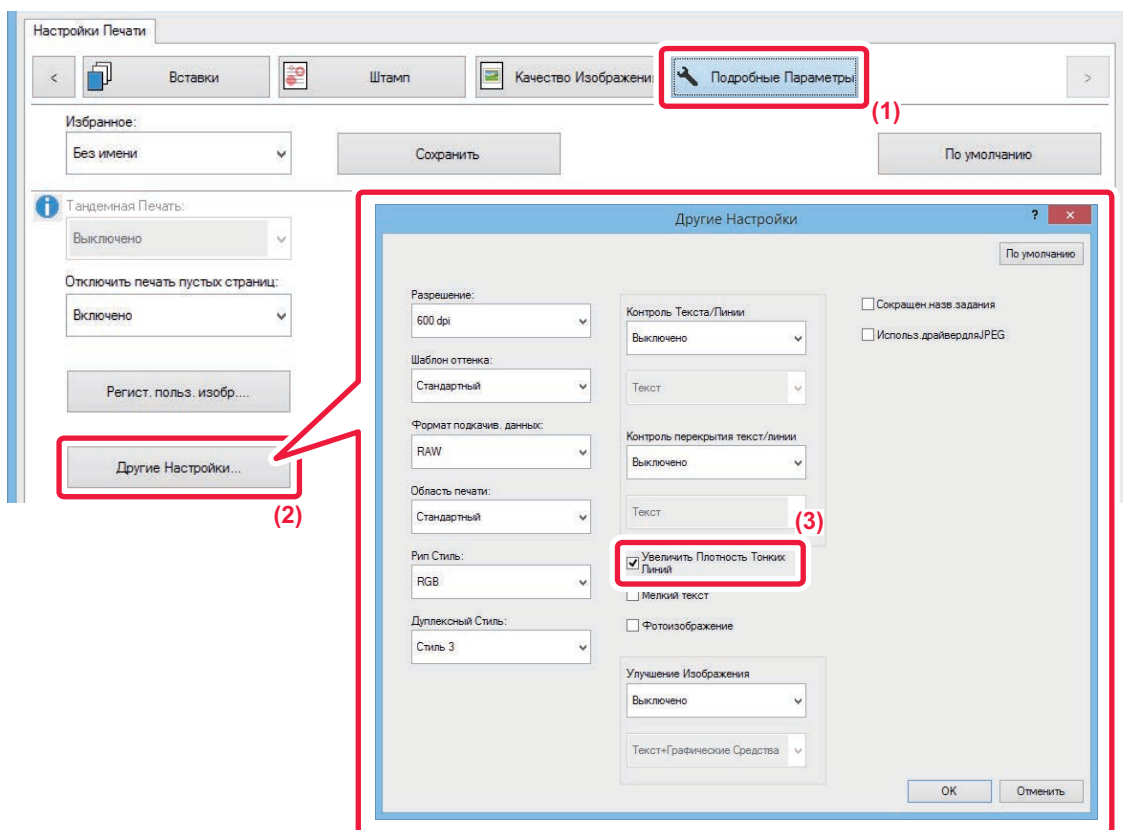 Настройки Печати
<
Вставки
Штамп
Качество Изображени
Подробные Параметры
>
(1)
Избранное:
Без имени
Сохранить
По умолчанию
Тандемная Печать:
Выключено
Отключить печать пустых страниц:
Включено
Регист. польз. изобр....
Другие Настройки...
(2)
Другие Настройки
?
×
По умолчанию
Разрешение:
600 dpi
Шаблон оттенка:
Стандартный
Формат подкачив. данных:
RAW
Область печати:
Стандартный
Рип Стиль:
RGB
Дуплексный Стиль:
Стиль 3
Контроль Текста/Линии
Выключено
Текст
Контроль перекрытия текст/линии
Выключено
Текст
(3)
Увеличить Плотность Тонких
Линий
Мелкий текст
Фотоизображение
Улучшение Изображения
Выключено
Текст+Графические Средства
Сокращен.назв.задания
Использ.драйвердляJPEG
OK
Отменить